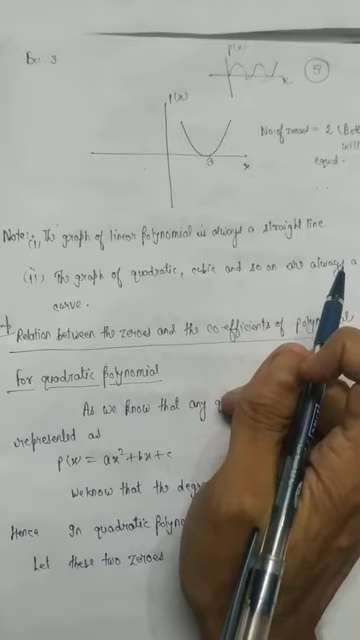 Ex: 3
p(x)
x
5
p(x)
x
No. of zeroes = 2 (Both
will
equal.
Note: (i) The graph of linear polynomial is always a straight line
(ii) The graph of quadratic, cubic and so on are always a
curve.
Relation between the zeroes and the co-efficients of polynomial
For quadratic polynomial
As we know that any q
represented as
p(x) = ax² + bx + c
We know that the degr
Hence In quadratic polyno
Let these two zeroes